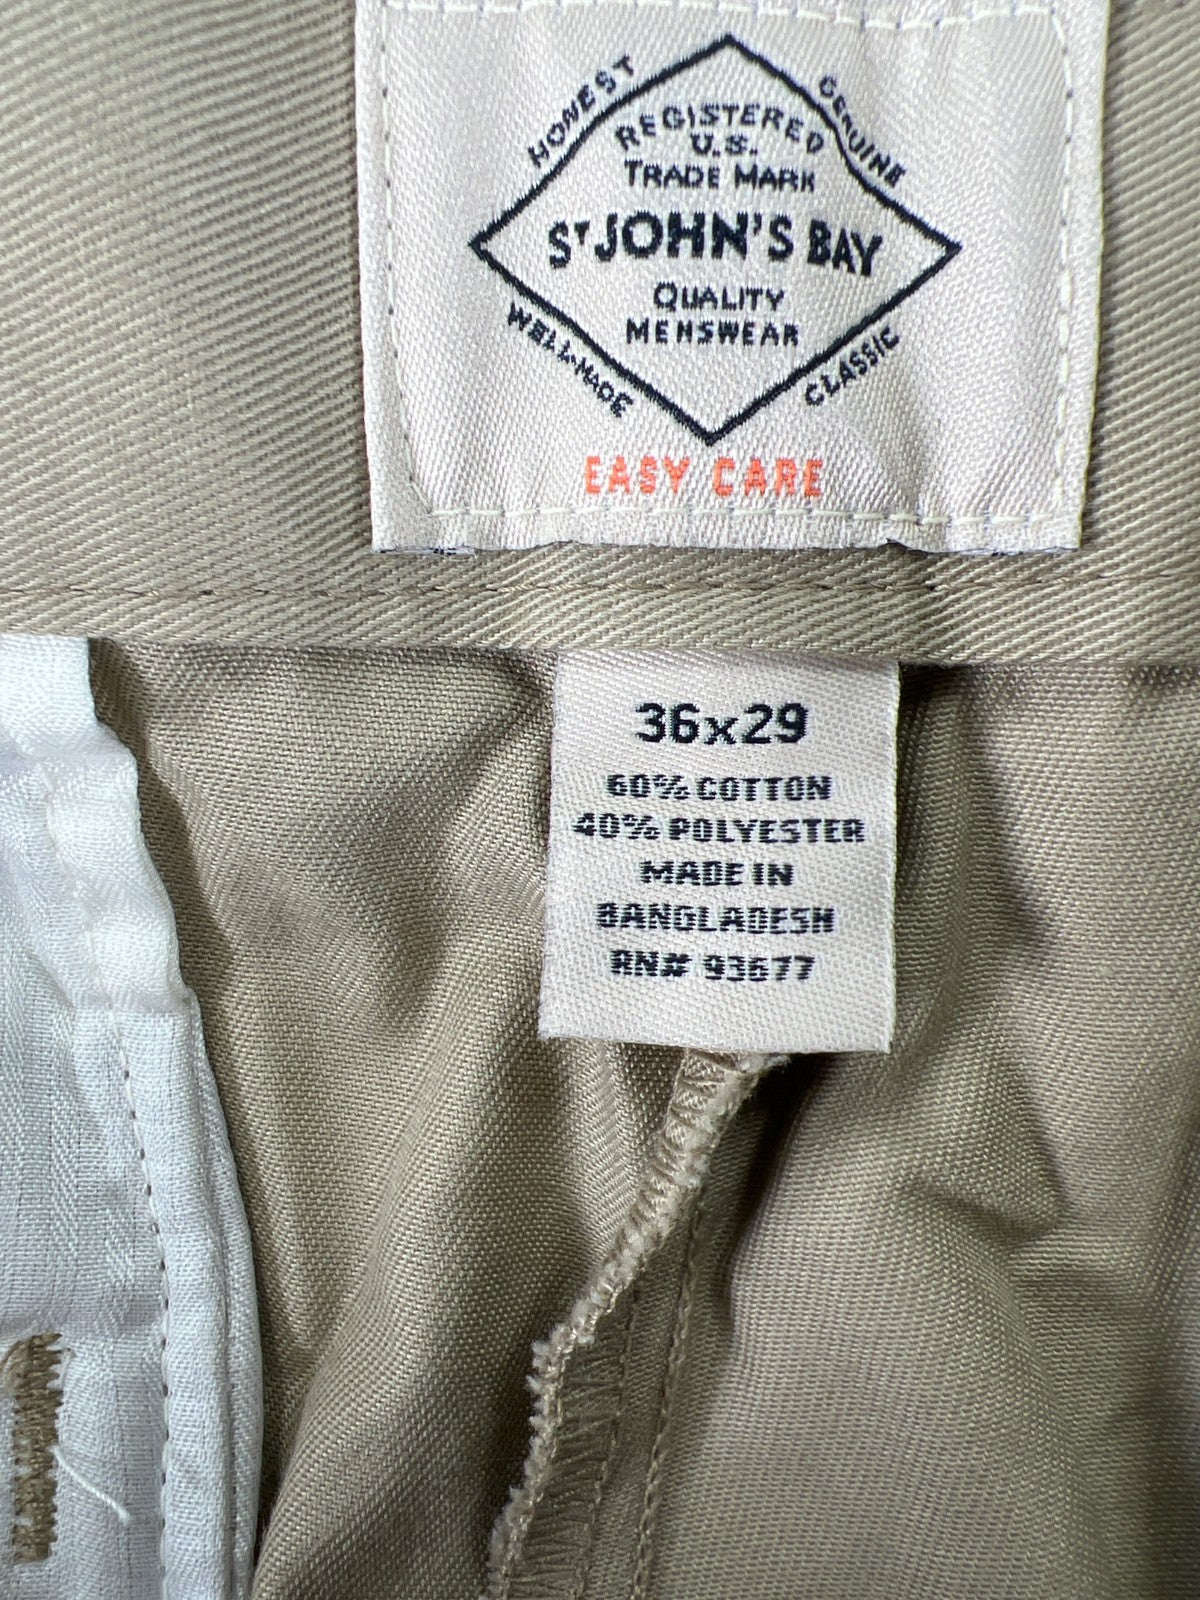 HONEST
GENUINE
REGISTERED
U.S.
TRADE MARK
ST JOHN'S BAY
QUALITY
MENSWEAR
WELL-MADE
CLASSIC
EASY CARE
36x29
60% COTTON
40% POLYESTER
MADE IN
BANGLADESH
RN# 93677